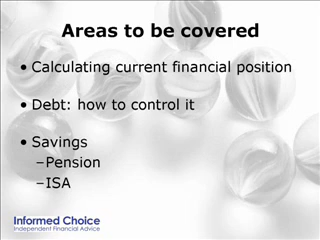 Areas to be covered
• Calculating current financial position
• Debt: how to control it
• Savings
–Pension
–ISA
Informed Choice
Independent Financial Advice